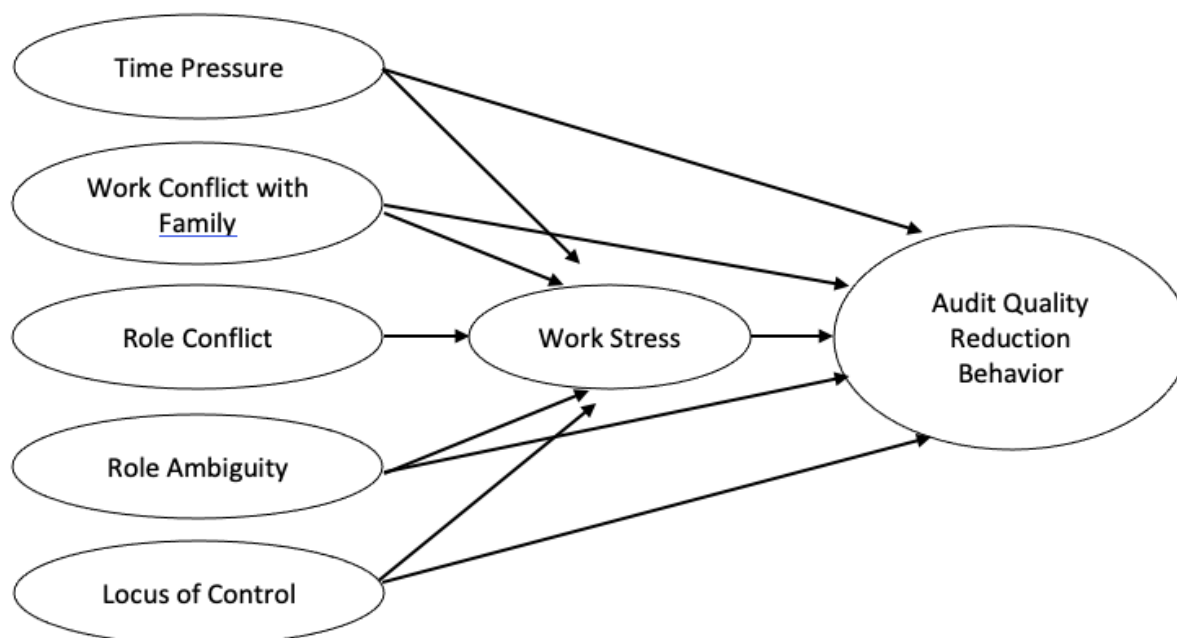 Time Pressure
Work Conflict with
Family
Role Conflict
Work Stress
Audit Quality
Reduction
Behavior
Role Ambiguity
Locus of Control